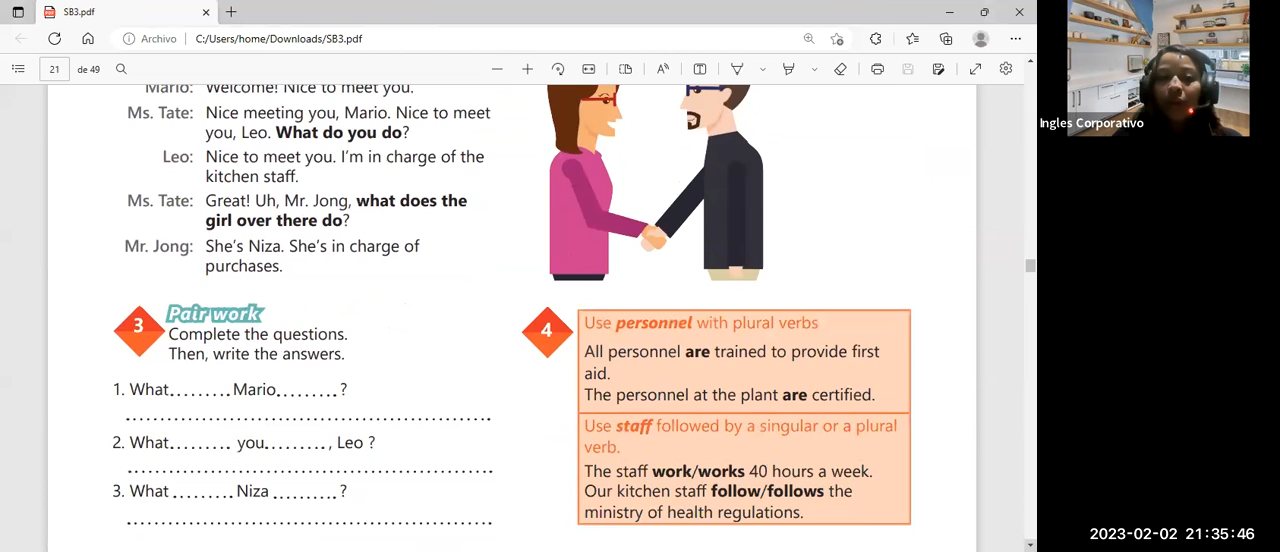 SB3.pdf
Archivo
C:/Users/home/Downloads/SB3.pdf
21
de 49
Mario: Welcome! Nice to meet you.
Ms. Tate: Nice meeting you, Mario. Nice to meet
you, Leo. What do you do?
Leo: Nice to meet you. I'm in charge of the
kitchen staff.
Ms. Tate: Great! Uh, Mr. Jong, what does the
girl over there do?
Mr. Jong: She's Niza. She's in charge of
purchases.
3
Pair work
Complete the questions.
Then, write the answers.
1. What......... Mario......... ?
2. What......... you........., Leo ?
3. What ......... Niza ......... ?
4
Use personnel with plural verbs
All personnel are trained to provide first
aid.
The personnel at the plant are certified.
Use staff followed by a singular or a plural
verb.
The staff work/works 40 hours a week.
Our kitchen staff follow/follows the
ministry of health regulations.
Ingles Corporativo
2023-02-02 21:35:46